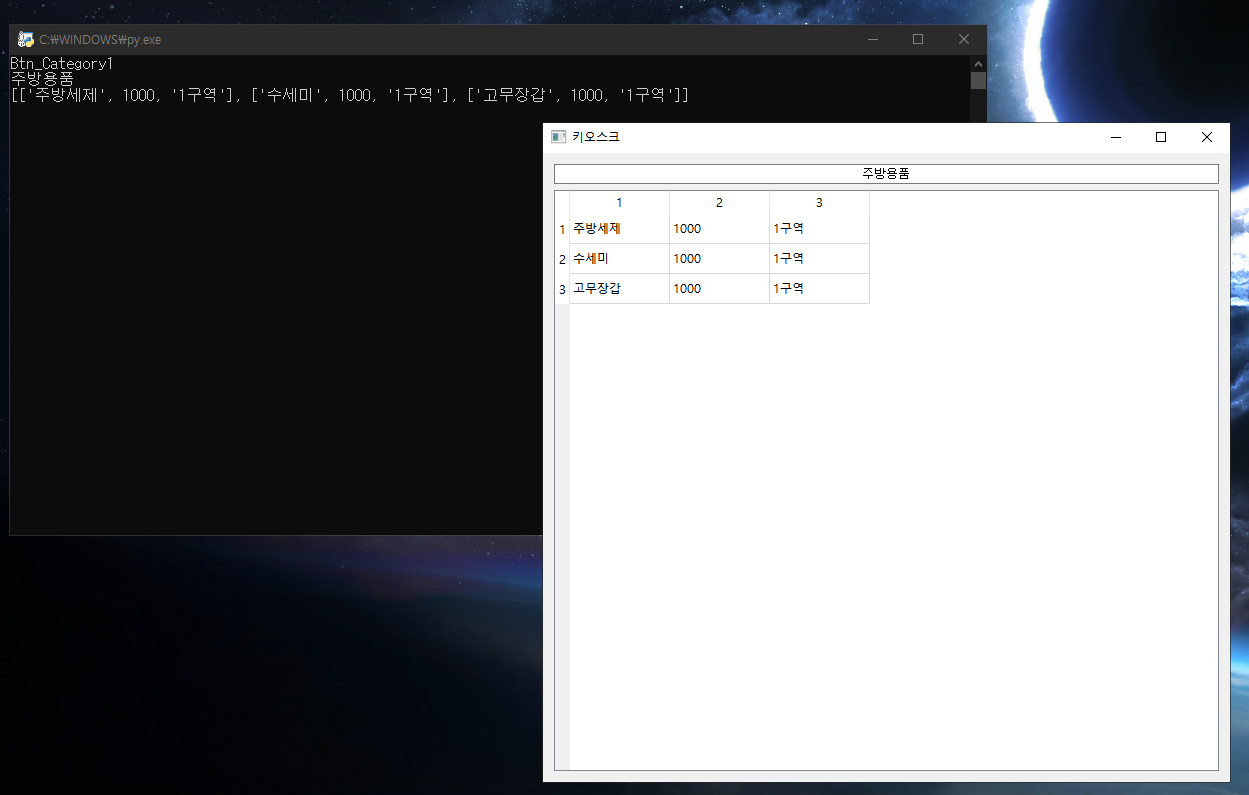 C:\WINDOWS\py.exe
Btn_Category1
주방용품
[['주방세제', 1000, '1구역'], ['수세미', 1000, '1구역'], ['고무장갑', 1000, '1구역']]
키오스크
주방용품
1 2 3
1 주방세제 1000 1구역
2 수세미 1000 1구역
3 고무장갑 1000 1구역